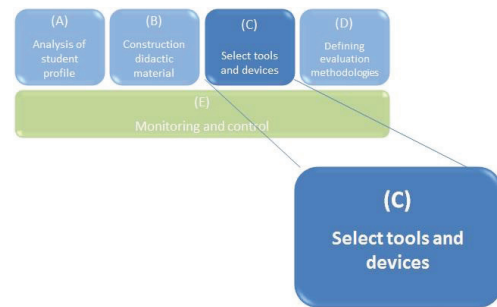 (A)
Analysis of
student
profile
(B)
Construction
didactic
material
(C)
Select tools
and devices
(D)
Defining
evaluation
methodologies
(E)
Monitoring and control
(C)
Select tools and
devices